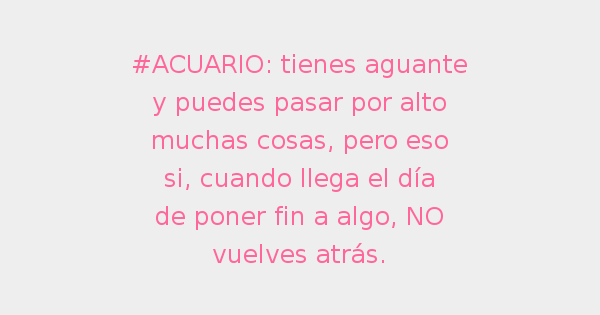 #ACUARIO: tienes aguante
y puedes pasar por alto
muchas cosas, pero eso
si, cuando llega el día
de poner fin a algo, NO
vuelves atrás.